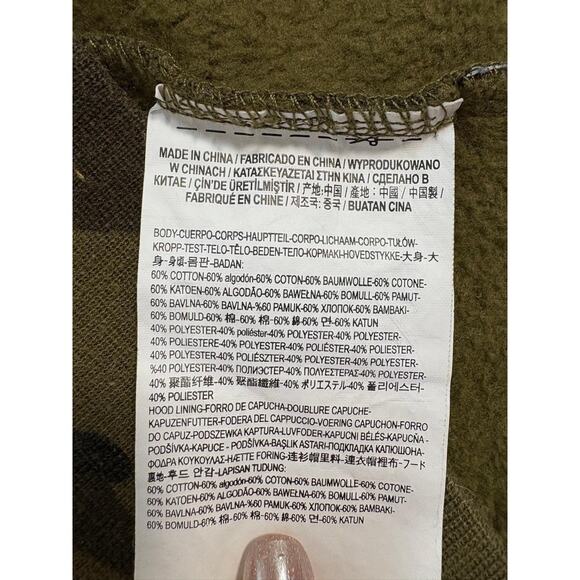 MADE IN CHINA / FABRICADO EN CHINA / WYPRODUKOWANO
W CHINACH / ΚΑΤΑΣΚΕΥΑΖΕΤΑΙ ΣΤΗΝ ΚΙΝΑ / СДЕЛАНО В
КИТАЕ / ÇİN'DE ÜRETİLMİŞTİR / 产地:中国 / 產地:中國 / 中国製 /
FABRIQUÉ EN CHINE / 제조국: 중국 / BUATAN CINA
BODY-CUERPO-CORPS-HAUPTTEIL-CORPO-LICHAAM-CORPO-TUŁÓW-
KROPP-TEST-TELO-TĚLO-BEDEN-ТЕЛО-ΚΟΡΜΑΚΙ-HOVEDSTYKKE-大身-大
身-身頃-몸판-BADAN:
60% COTTON-60% algodón-60% COTON-60% BAUMWOLLE-60% COTONE-
60% KATOEN-60% ALGODÃO-60% BAWEŁNA-60% BOMULL-60% PAMUT-
60% BAVLNA-60% BAVLNA-%60 PAMUK-60% ХЛОПОК-60% ΒΑΜΒΑΚΙ-
60% BOMULD-60% 棉-60% 棉-60% 綿-60% 면-60% KATUN
40% POLYESTER-40% poliéster-40% POLYESTER-40% POLYESTER-
40% POLIESTERE-40% POLYESTER-40% POLIÉSTER-40% POLIESTER-
40% POLYESTER-40% POLIÉSZTER-40% POLYESTER-40% POLYESTER-
%40 POLYESTER-40% ПОЛИЭСТЕР-40% ΠΟΛΥΕΣΤΕΡΑΣ-40% POLYESTER-
40% 聚酯纤维-40% 聚酯纖維-40% ポリエステル-40% 폴리에스터-
40% POLIESTER
HOOD LINING-FORRO DE CAPUCHA-DOUBLURE CAPUCHE-
KAPUZENFUTTER-FODERA DEL CAPPUCCIO-VOERING CAPUCHON-FORRO
DO CAPUZ-PODSZEWKA KAPTURA-LUVFODER-KAPUCNI BÉLÉS-KAPUCŇA-
PODŠÍVKA-KAPUCE-PODŠÍVKA-BAŞLIK ASTARI-ПОДКЛАДКА КАПЮШОНА-
ΦΟΔΡΑ ΚΟΥΚΟΥΛΑΣ-HÆTTE FORING-连衫帽里料-連衣帽裡布-フード
裏地-후드 안감-LAPISAN TUDUNG:
60% COTTON-60% algodón-60% COTON-60% BAUMWOLLE-60% COTONE-
60% KATOEN-60% ALGODÃO-60% BAWEŁNA-60% BOMULL-60% PAMUT-
60% BAVLNA-60% BAVLNA-%60 PAMUK-60% ХЛОПОК-60% ΒΑΜΒΑΚΙ-
60% BOMULD-60% 棉-60% 棉-60% 綿-60% 면-60% KATUN